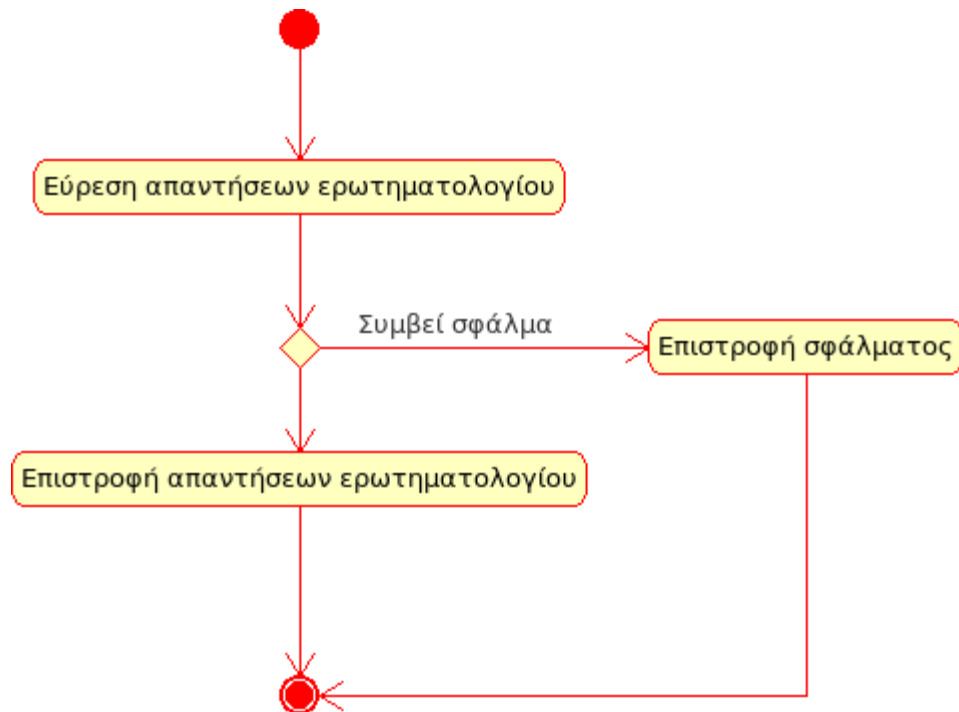 Εύρεση απαντήσεων ερωτηματολογίου
Συμβεί σφάλμα
Επιστροφή σφάλματος
Επιστροφή απαντήσεων ερωτηματολογίου